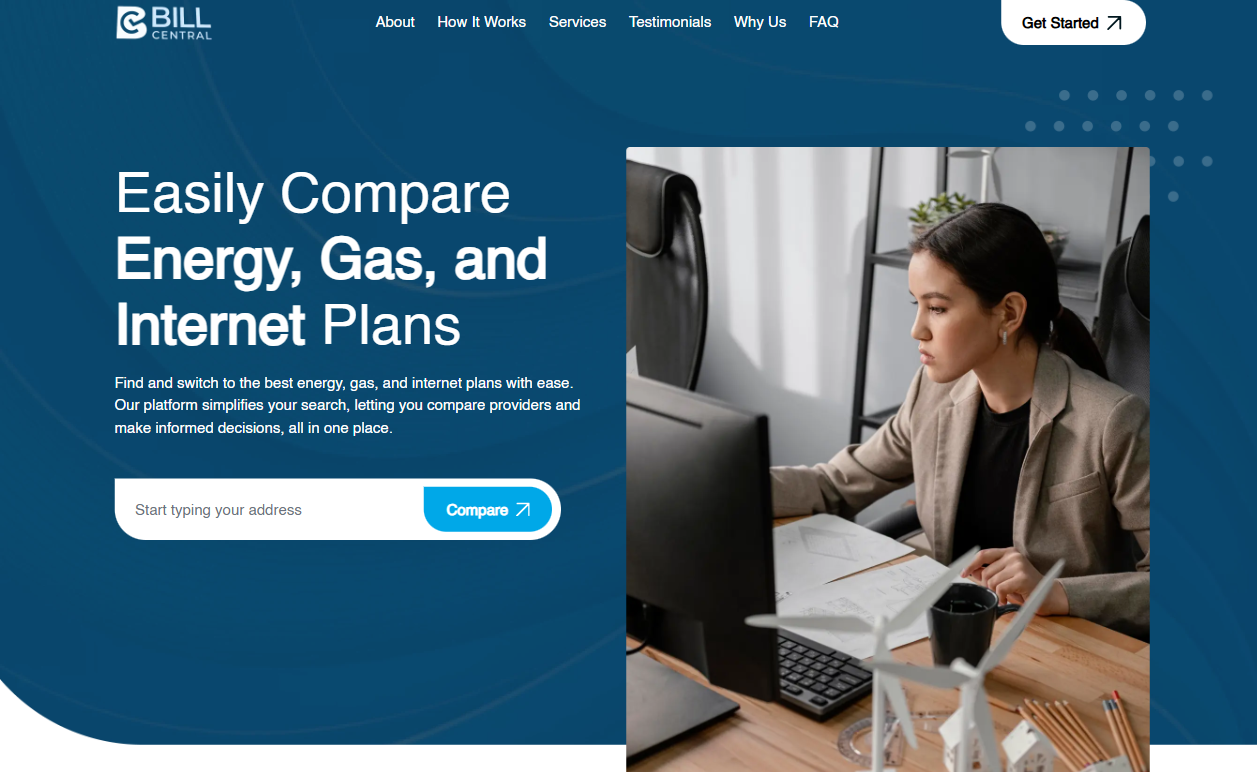 BILL
CENTRAL
About
How It Works
Services
Testimonials
Why Us
FAQ
Get Started
Easily Compare
Energy, Gas, and
Internet Plans
Find and switch to the best energy, gas, and internet plans with ease.
Our platform simplifies your search, letting you compare providers and
make informed decisions, all in one place.
Start typing your address
Compare